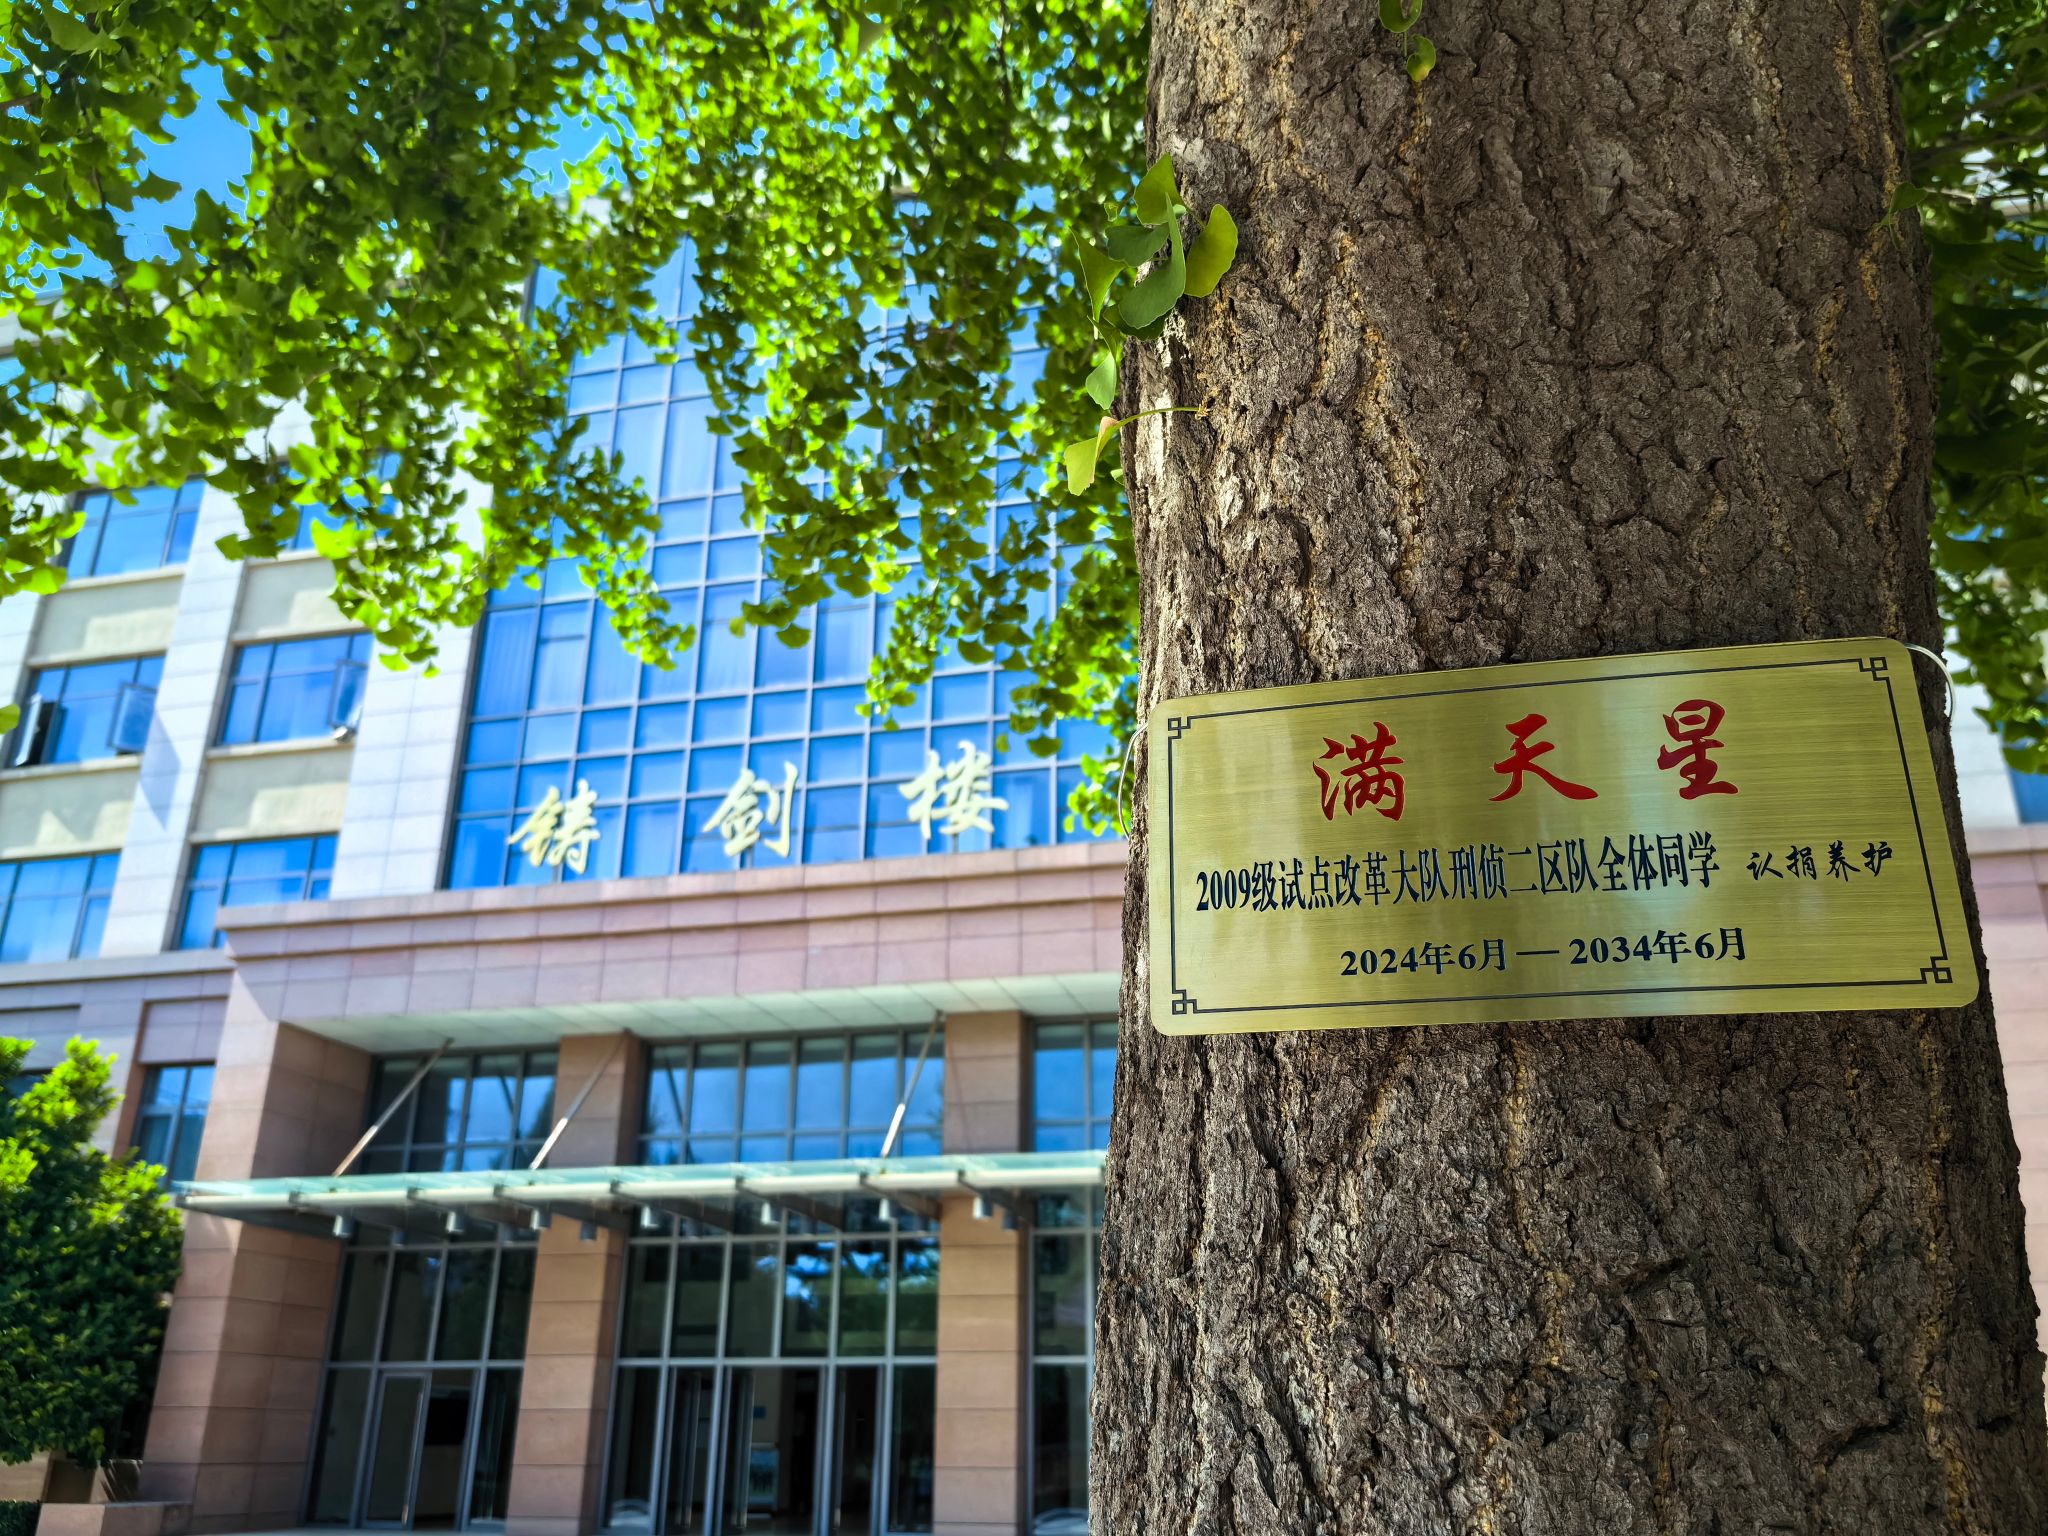 铸剑楼
满天星
2009级试点改革大队刑侦二区队全体同学 认捐养护
2024年6月—2034年6月